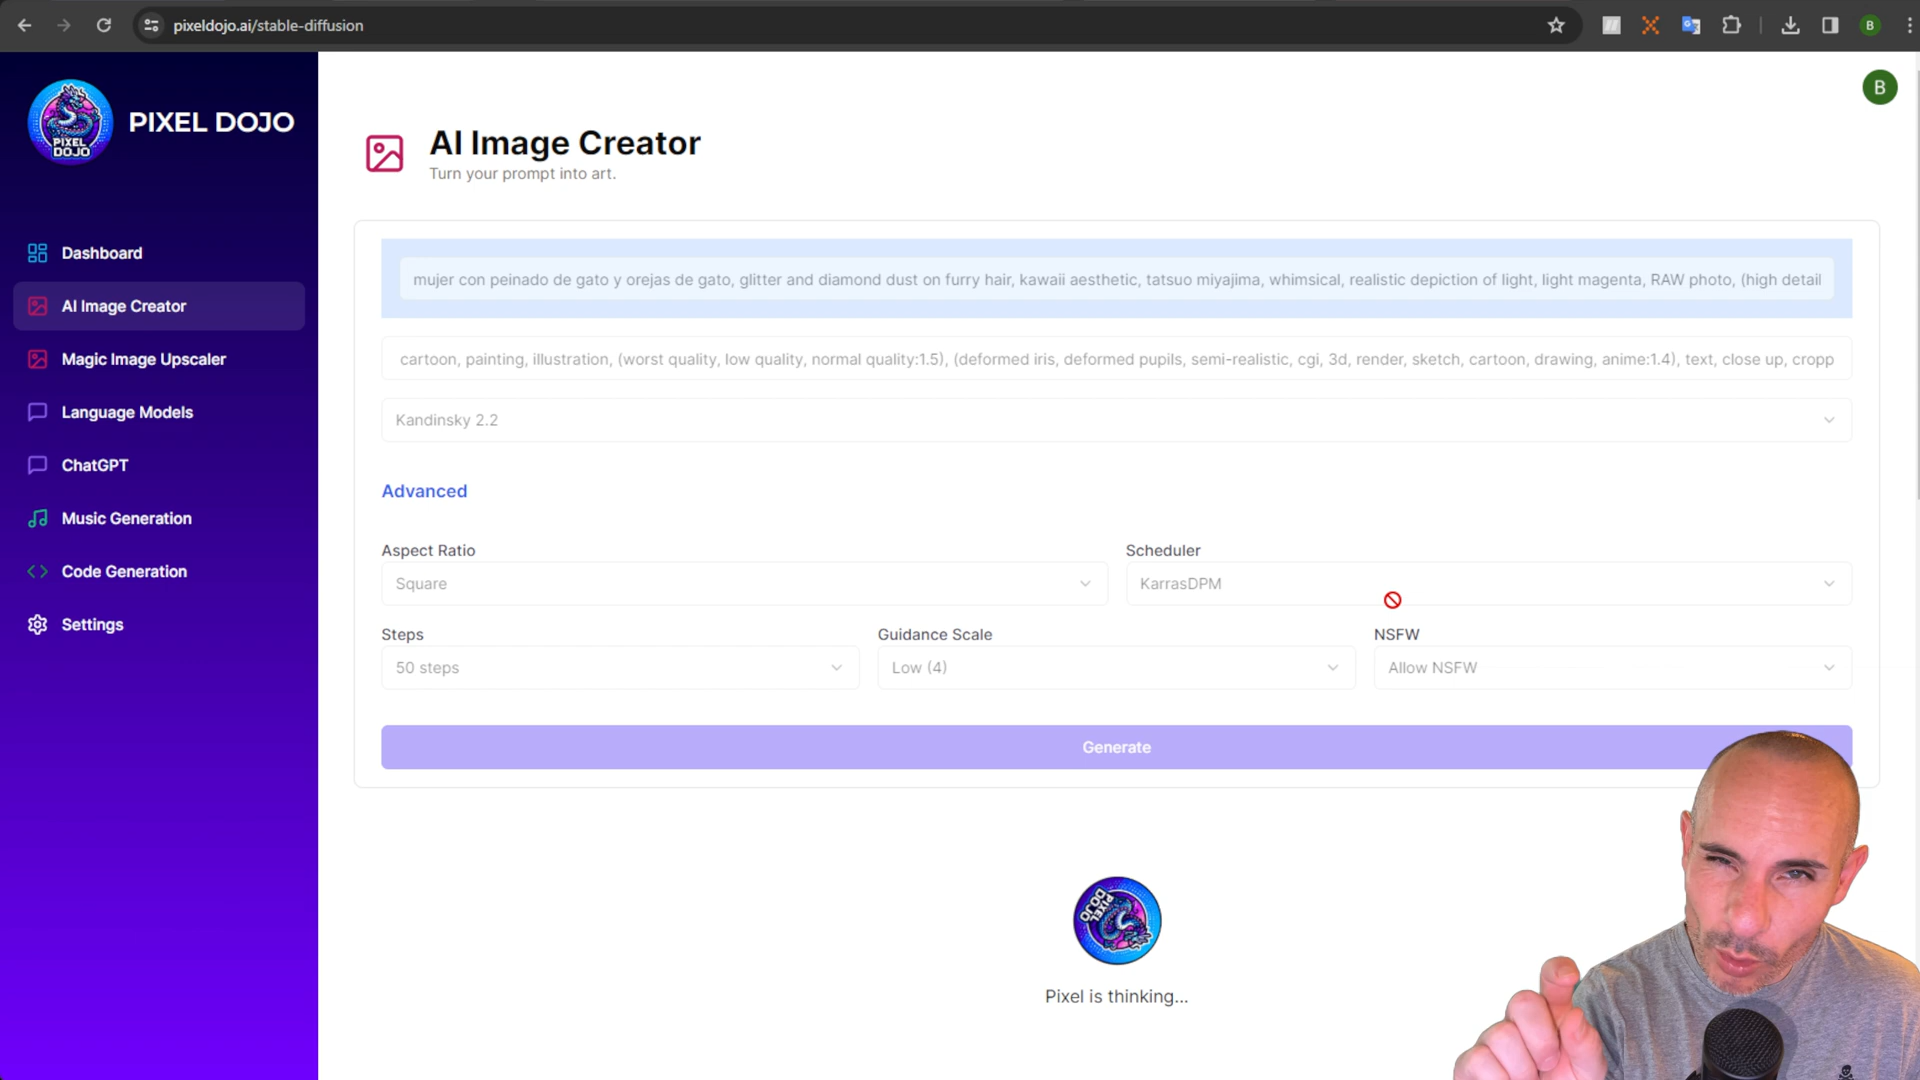 pixeldojo.ai/stable-diffusion
B
PIXEL DOJO
PIXEL
DOJO
B
AI Image Creator
Turn your prompt into art.
Dashboard
AI Image Creator
Magic Image Upscaler
Language Models
ChatGPT
Music Generation
Code Generation
Settings
mujer con peinado de gato y orejas de gato, glitter and diamond dust on furry hair, kawaii aesthetic, tatsuo miyajima, whimsical, realistic depiction of light, light magenta, RAW photo, (high detail
cartoon, painting, illustration, (worst quality, low quality, normal quality:1.5), (deformed iris, deformed pupils, semi-realistic, cgi, 3d, render, sketch, cartoon, drawing, anime:1.4), text, close up, cropp
Kandinsky 2.2
Advanced
Aspect Ratio
Scheduler
Square
KarrasDPM
Steps
Guidance Scale
NSFW
50 steps
Low (4)
Allow NSFW
Generate
PIXEL
DOJO
Pixel is thinking...